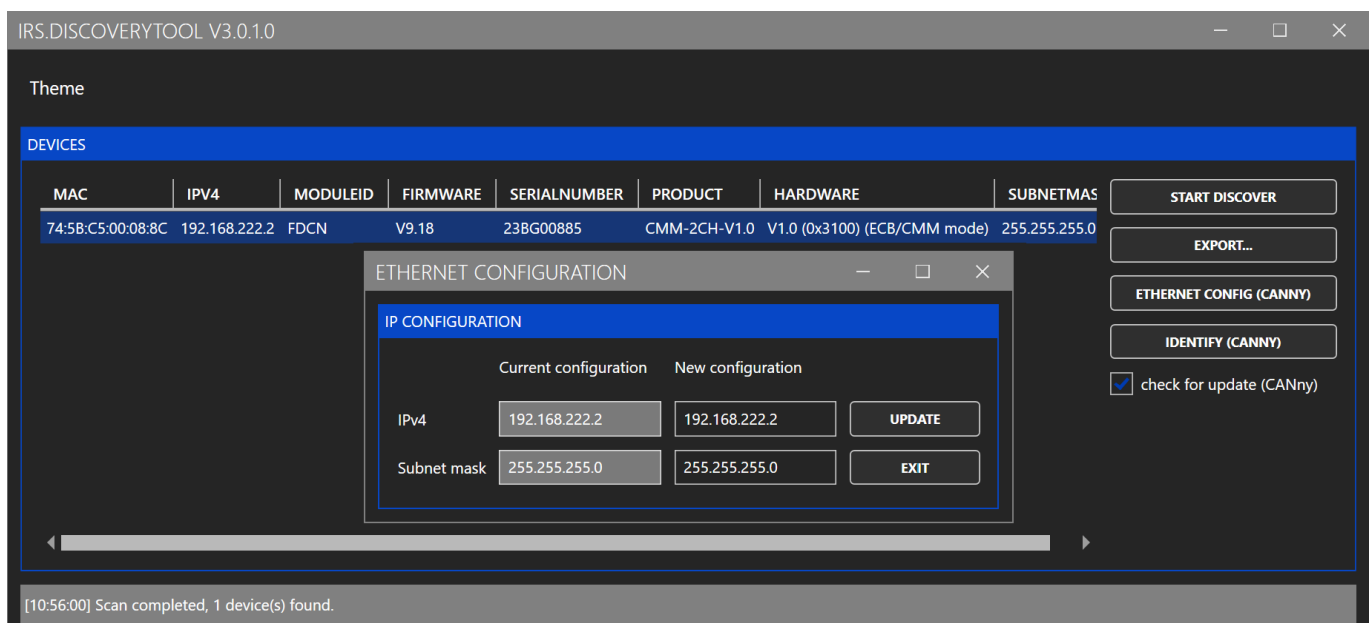 IRS.DISCOVERYTOOL V3.0.1.0
Theme
DEVICES
MAC IPV4 MODULEID FIRMWARE SERIALNUMBER PRODUCT HARDWARE SUBNETMAS
74:5B:C5:00:08:8C 192.168.222.2 FDCN V9.18 23BG00885 CMM-2CH-V1.0 V1.0 (0x3100) (ECB/CMM mode) 255.255.255.0
START DISCOVER
EXPORT...
ETHERNET CONFIG (CANNY)
IDENTIFY (CANNY)
check for update (CANny)
ETHERNET CONFIGURATION
IP CONFIGURATION
Current configuration New configuration
IPv4 192.168.222.2 192.168.222.2 UPDATE
Subnet mask 255.255.255.0 255.255.255.0 EXIT
[10:56:00] Scan completed, 1 device(s) found.